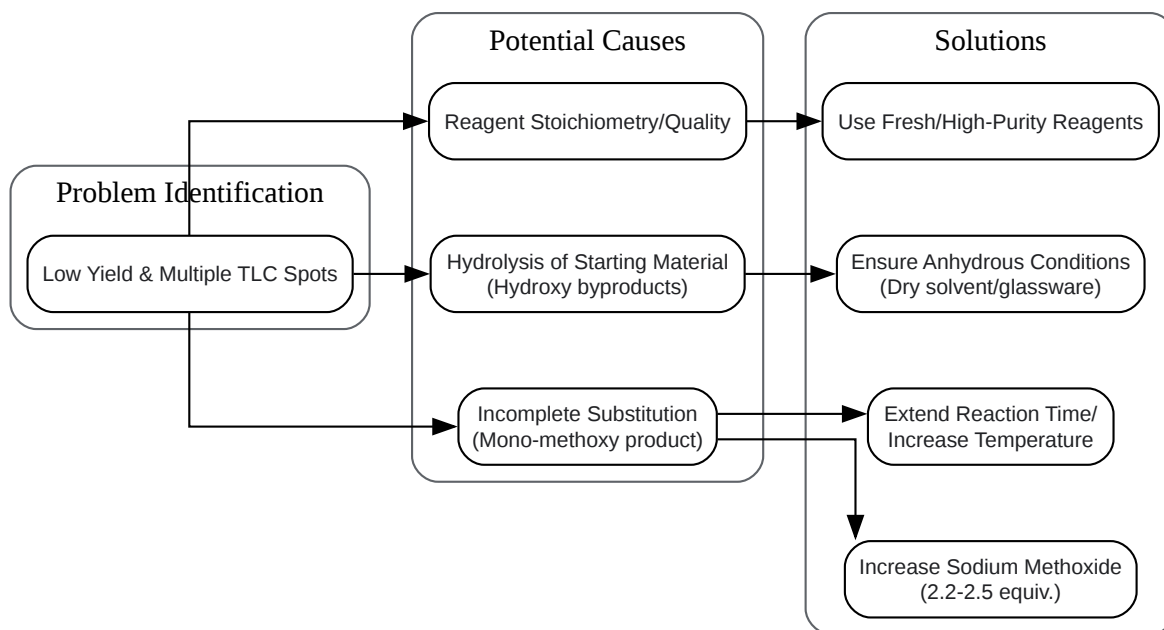 Potential Causes
Solutions
Reagent Stoichiometry/Quality
Use Fresh/High-Purity Reagents
Problem Identification
Low Yield & Multiple TLC Spots
Hydrolysis of Starting Material
(Hydroxy byproducts)
Ensure Anhydrous Conditions
(Dry solvent/glassware)
Incomplete Substitution
(Mono-methoxy product)
Extend Reaction Time/
Increase Temperature
Increase Sodium Methoxide
(2.2-2.5 equiv.)